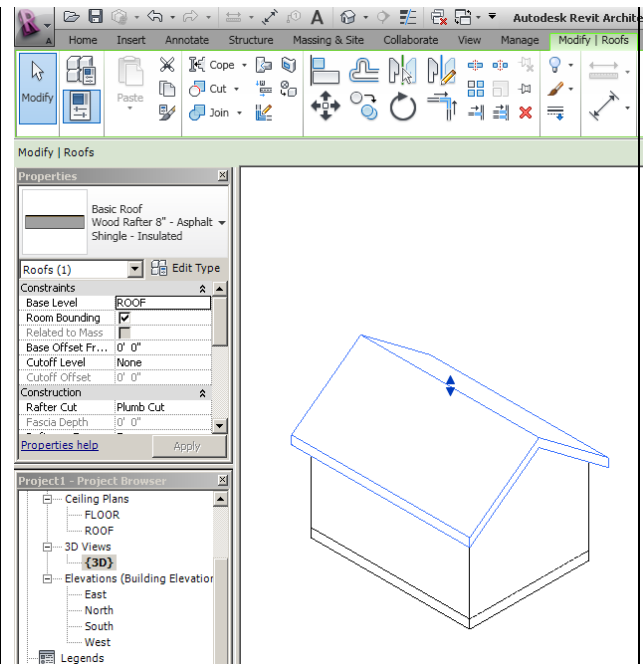 Autodesk Revit Archite
Home Insert Annotate Structure Massing & Site Collaborate View Manage Modify | Roofs
Modify
Paste
Cope
Cut
Join
Modify | Roofs
Properties
Basic Roof
Wood Rafter 8" - Asphalt
Shingle - Insulated
Roofs (1) Edit Type
Constraints
Base Level ROOF
Room Bounding
Related to Mass
Base Offset Fr... 0' 0"
Cutoff Level None
Cutoff Offset 0' 0"
Construction
Rafter Cut Plumb Cut
Fascia Depth 0' 0"
Properties help Apply
Project1 - Project Browser
Ceiling Plans
FLOOR
ROOF
3D Views
{3D}
Elevations (Building Elevation
East
North
South
West
Legends